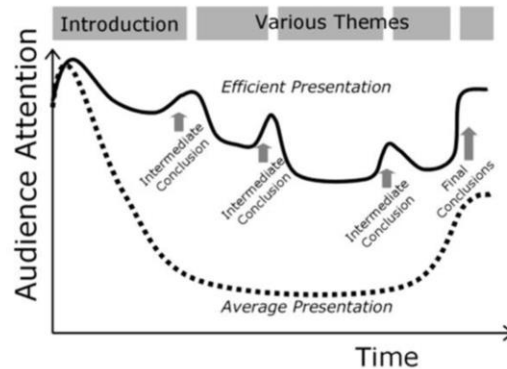 Introduction
Various Themes
Audience Attention
Efficient Presentation
Intermediate
Conclusion
Intermediate
Conclusion
Intermediate
Conclusion
Final
Conclusions
Average Presentation
Time